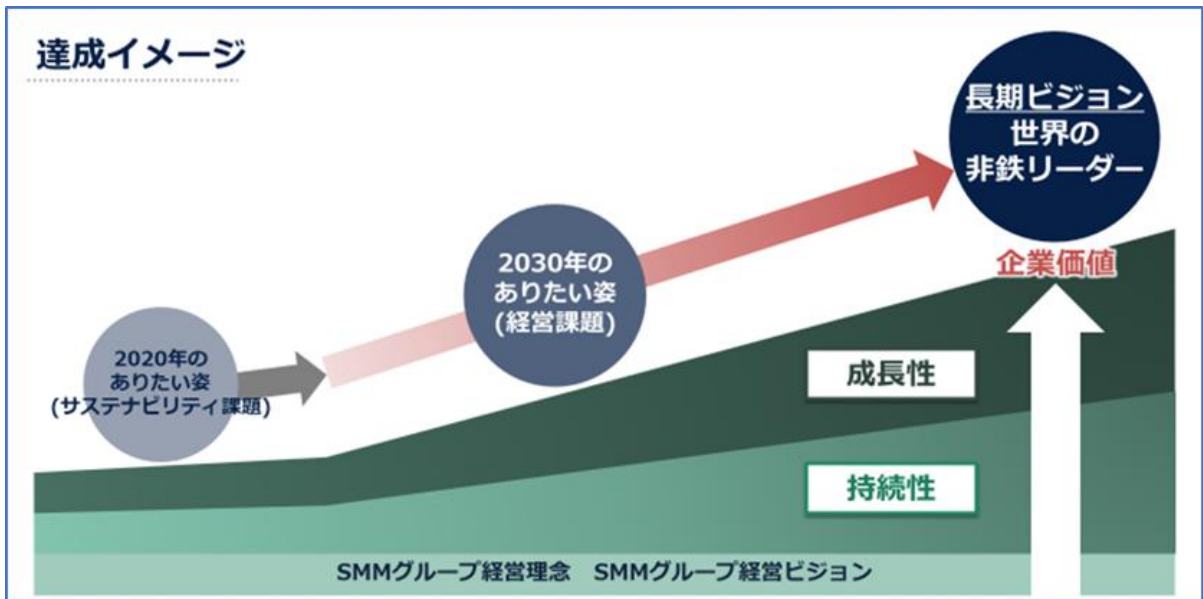 達成イメージ
長期ビジョン
世界の
非鉄リーダー
企業価値
2030年の
ありたい姿
(経営課題)
2020年の
ありたい姿
(サステナビリティ課題)
成長性
持続性
SMMグループ経営理念　SMMグループ経営ビジョン